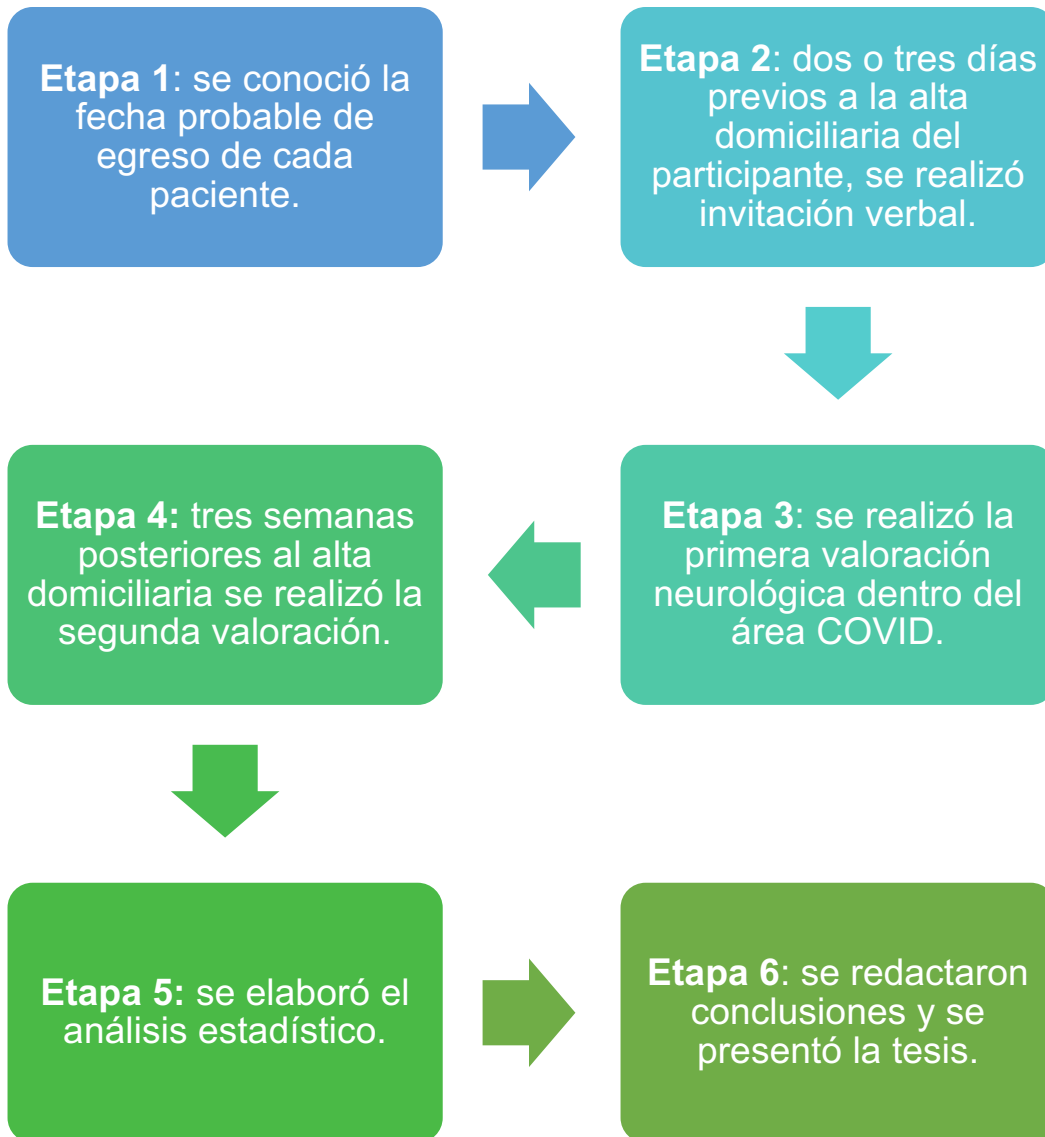 Etapa 1: se conoció la
fecha probable de
egreso de cada
paciente.
Etapa 2: dos o tres días
previos a la alta
domiciliaria del
participante, se realizó
invitación verbal.
Etapa 3: se realizó la
primera valoración
neurológica dentro del
área COVID.
Etapa 4: tres semanas
posteriores al alta
domiciliaria se realizó la
segunda valoración.
Etapa 5: se elaboró el
análisis estadístico.
Etapa 6: se redactaron
conclusiones y se
presentó la tesis.